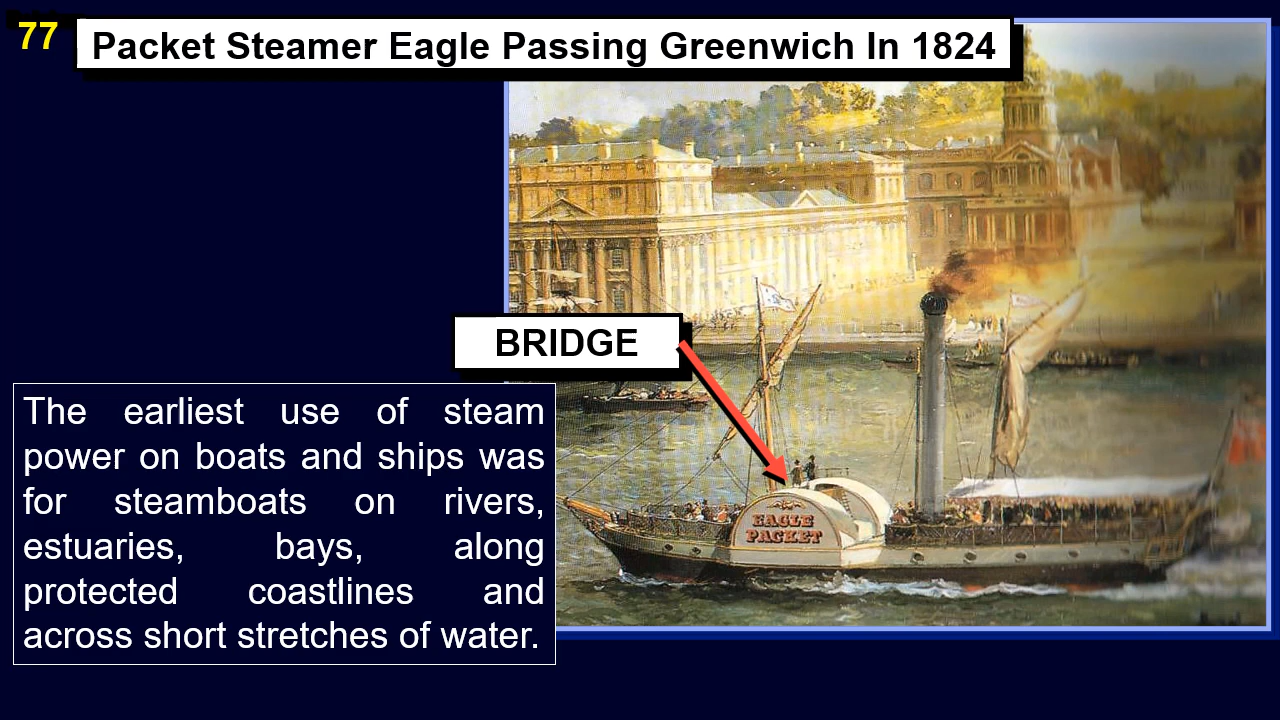 77
Packet Steamer Eagle Passing Greenwich In 1824
BRIDGE
The earliest use of steam
power on boats and ships was
for steamboats on rivers,
estuaries, bays, along
protected coastlines and
across short stretches of water.
EAGLE
PACKET